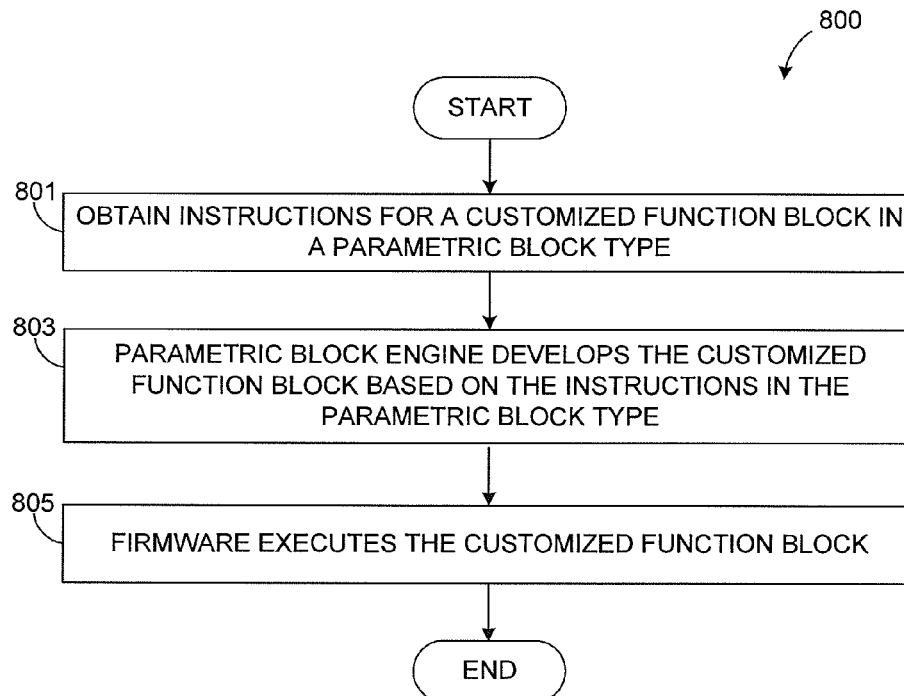 800
START
801
OBTAIN INSTRUCTIONS FOR A CUSTOMIZED FUNCTION BLOCK IN
A PARAMETRIC BLOCK TYPE
803
PARAMETRIC BLOCK ENGINE DEVELOPS THE CUSTOMIZED
FUNCTION BLOCK BASED ON THE INSTRUCTIONS IN THE
PARAMETRIC BLOCK TYPE
805
FIRMWARE EXECUTES THE CUSTOMIZED FUNCTION BLOCK
END